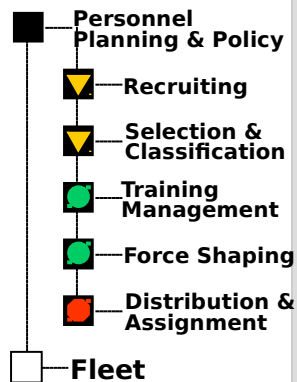 Personnel
Planning & Policy
Recruiting
Selection &
Classification
Training
Management
Force Shaping
Distribution &
Assignment
Fleet